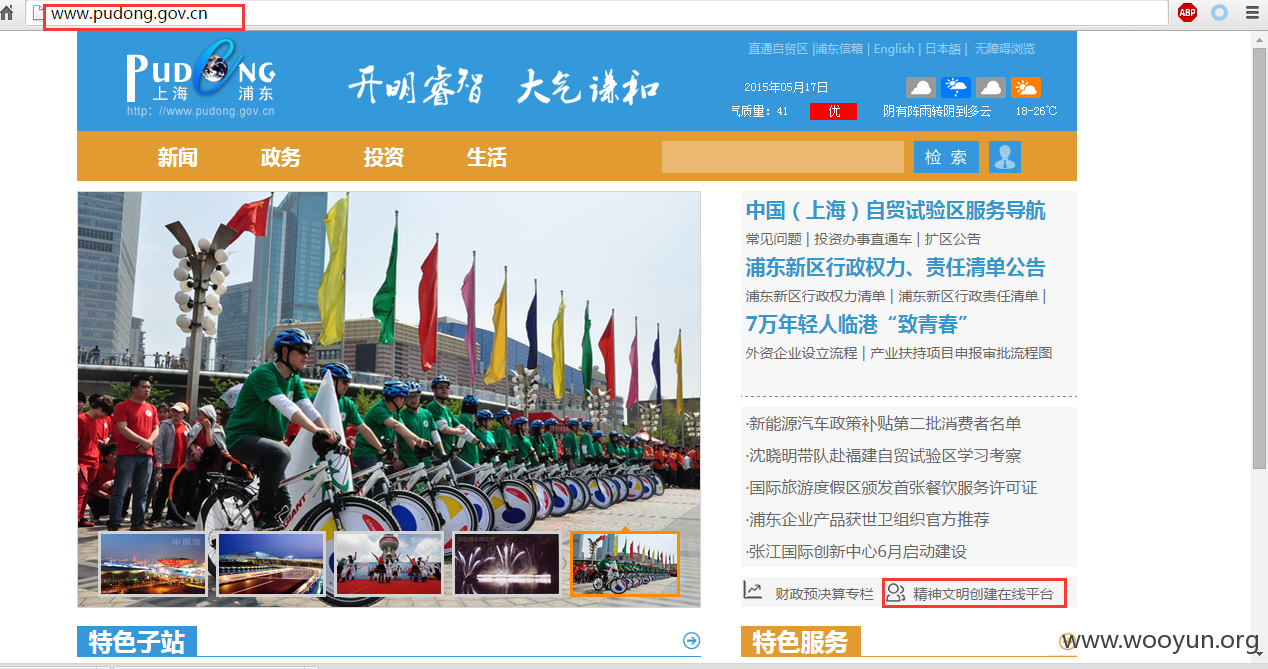 www.pudong.gov.cn
ABP
直通自贸区 |浦东信箱 | English | 日本語 | 无障碍浏览
PUDONG
上海 浦东
http://www.pudong.gov.cn
开明睿智 大气谦和
2015年05月17日
气质量：41 优 阴有阵雨转阴到多云 18-26℃
新闻 政务 投资 生活 检 索
中国（上海）自贸试验区服务导航
常见问题 | 投资办事直通车 | 扩区公告
浦东新区行政权力、责任清单公告
浦东新区行政权力清单 | 浦东新区行政责任清单 |
7万年轻人临港“致青春”
外资企业设立流程 | 产业扶持项目申报审批流程图
·新能源汽车政策补贴第二批消费者名单
·沈晓明带队赴福建自贸试验区学习考察
·国际旅游度假区颁发首张餐饮服务许可证
·浦东企业产品获世卫组织官方推荐
·张江国际创新中心6月启动建设
财政预决算专栏 精神文明创建在线平台
GIANT
中国馆
特色子站 特色服务
www.wooyun.org